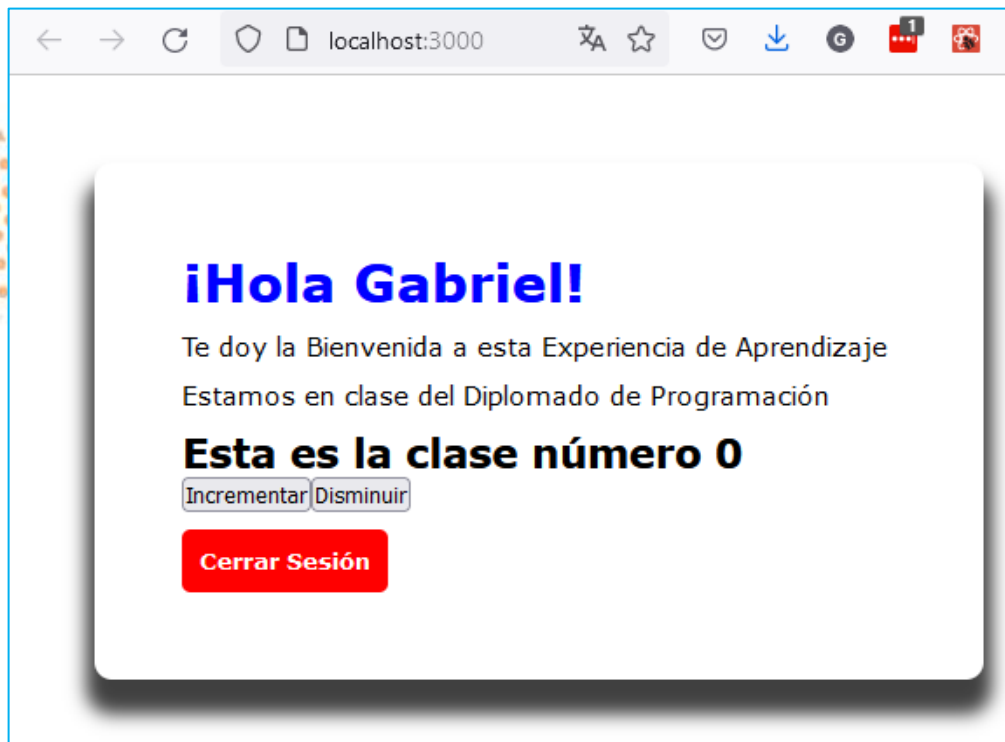 localhost:3000
G
1
¡Hola Gabriel!
Te doy la Bienvenida a esta Experiencia de Aprendizaje
Estamos en clase del Diplomado de Programación
Esta es la clase número 0
Incrementar Disminuir
Cerrar Sesión